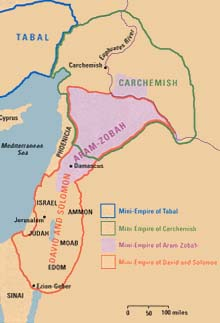 TABAL
Euphrates River
Carchemish
CARCHEMISH
Cyprus
PHOENICIA
ARAM-ZOBAH
Mediterranean
Sea
Damascus
DAVID AND SOLOMON
ISRAEL
AMMON
Jerusalem
JUDAH
MOAB
EDOM
Ezion-Geber
SINAI
Mini-Empire of Tabal
Mini-Empire of Carchemish
Mini-Empire of Aram Zobah
Mini-Empire of David and Solomon
50 100 miles